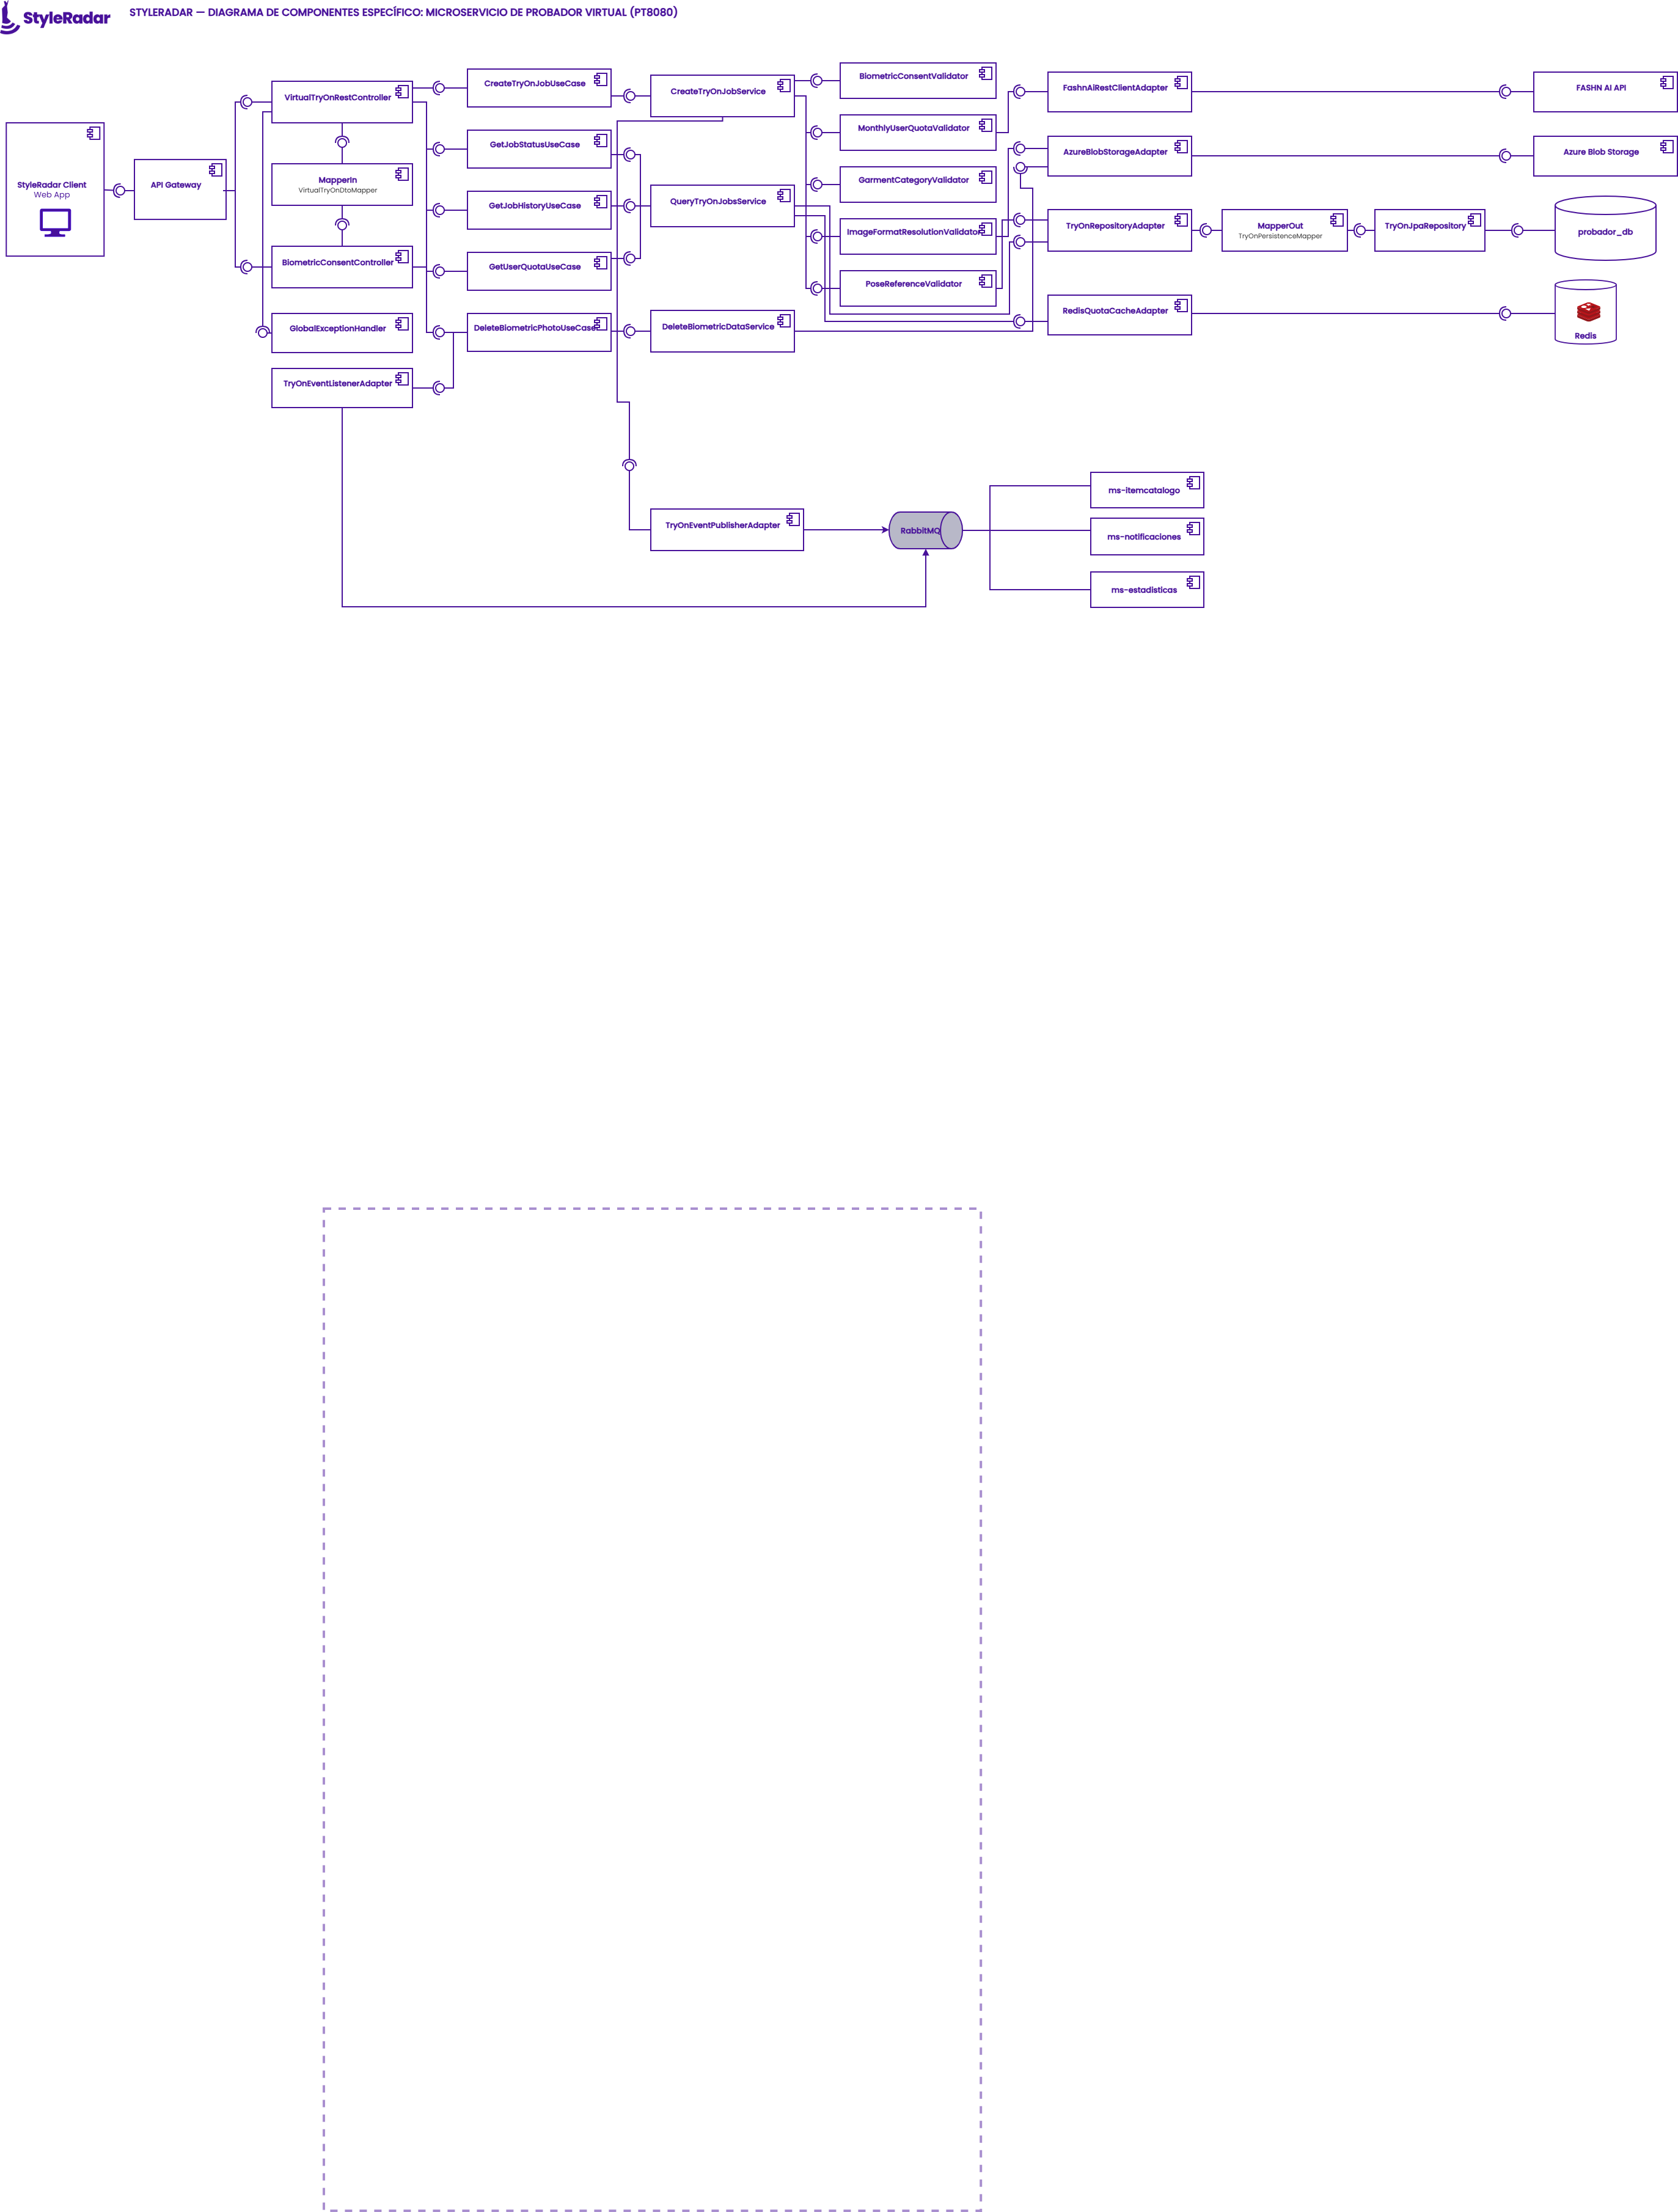 StyleRadar
STYLERADAR — DIAGRAMA DE COMPONENTES ESPECÍFICO: MICROSERVICIO DE PROBADOR VIRTUAL (PT8080)
StyleRadar Client
Web App
API Gateway
VirtualTryOnRestController
MapperIn
VirtualTryOnDtoMapper
BiometricConsentController
GlobalExceptionHandler
TryOnEventListenerAdapter
CreateTryOnJobUseCase
GetJobStatusUseCase
GetJobHistoryUseCase
GetUserQuotaUseCase
DeleteBiometricPhotoUseCase
CreateTryOnJobService
QueryTryOnJobsService
DeleteBiometricDataService
BiometricConsentValidator
MonthlyUserQuotaValidator
GarmentCategoryValidator
ImageFormatResolutionValidator
PoseReferenceValidator
FashnAiRestClientAdapter
AzureBlobStorageAdapter
TryOnRepositoryAdapter
RedisQuotaCacheAdapter
MapperOut
TryOnPersistenceMapper
TryOnJpaRepository
FASHN AI API
Azure Blob Storage
probador_db
Redis
TryOnEventPublisherAdapter
RabbitMQ
ms-itemcatalogo
ms-notificaciones
ms-estadisticas